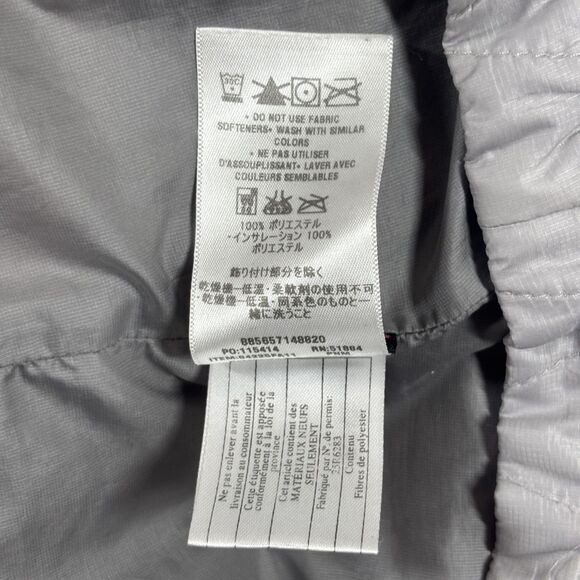 30C
• DO NOT USE FABRIC
SOFTENERS• WASH WITH SIMILAR
COLORS
• NE PAS UTILISER
D'ASSOUPLISSANT• LAVER AVEC
COULEURS SEMBLABLES
100% ポリエステル
・インサレーション 100%
ポリエステル
飾り付け部分を除く
乾燥機一低温・柔軟剤の不使用
乾燥機一低温・同系色のものと一
緒に洗うこと
885657148820
PO:115414 RN:51884
Ne pas enlever avant la
livraison au consommateur
Cette étiquette est apposée
conformément à la loi de la
Cet article contient des
MATERIAUX NEUFS
SEULEMENT
Fabriqué par N° de permis:
Contenu
Fibres de polyester